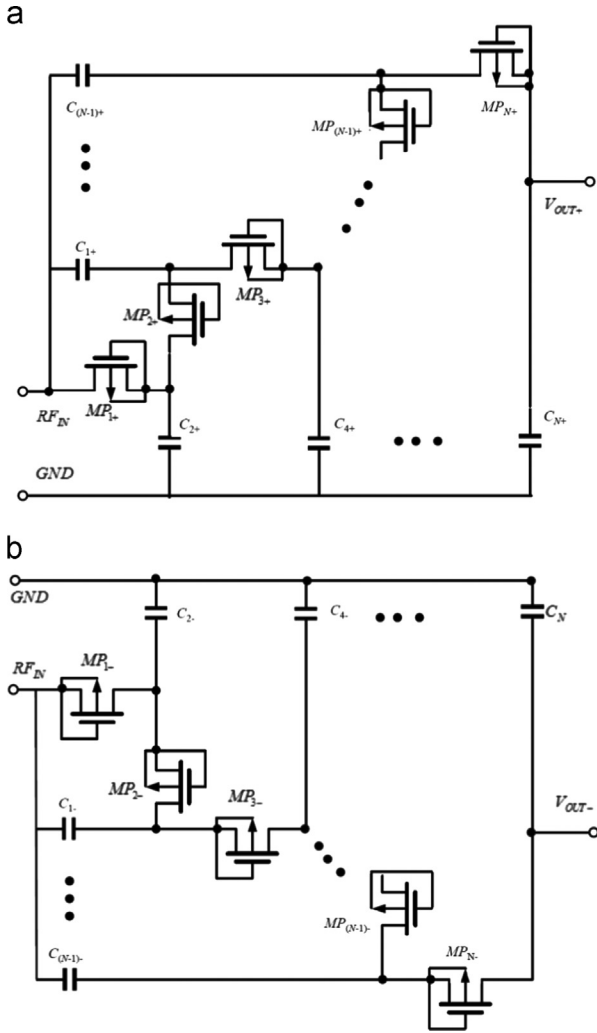 a
C(N-1)+
MPN+
MP(N-1)+
VOUT+
C1+
MP3+
MP2+
RFIN
MP1+
C2+
C4+
CN+
GND
b
GND
C2-
C4-
CN
RFIN
MP1-
MP2-
MP3-
C1-
VOUT-
MP(N-1)-
C(N-1)-
MPN-